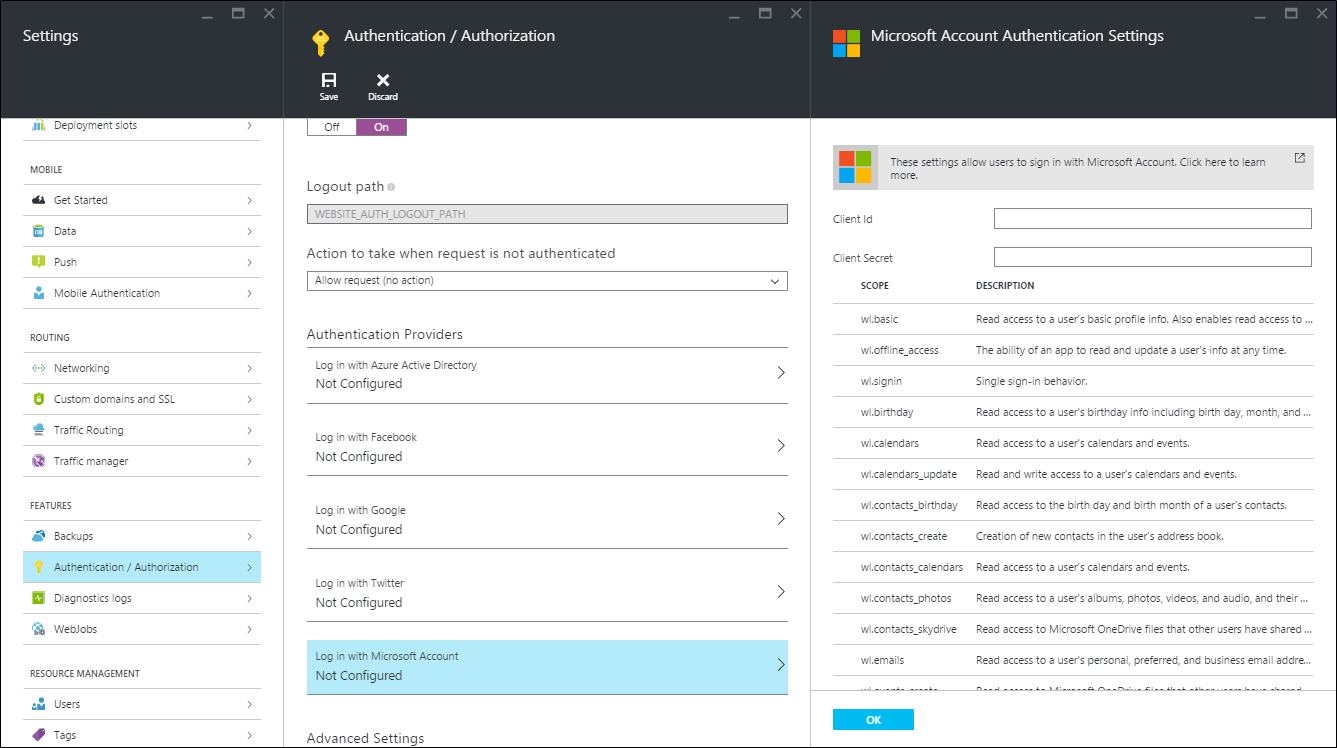 Settings
Deployment slots
MOBILE
Get Started
Data
Push
Mobile Authentication
ROUTING
Networking
Custom domains and SSL
Traffic Routing
Traffic manager
FEATURES
Backups
Authentication / Authorization
Diagnostics logs
WebJobs
RESOURCE MANAGEMENT
Users
Tags
Authentication / Authorization
Save Discard
Off On
Logout path
WEBSITE_AUTH_LOGOUT_PATH
Action to take when request is not authenticated
Allow request (no action)
Authentication Providers
Log in with Azure Active Directory
Not Configured
Log in with Facebook
Not Configured
Log in with Google
Not Configured
Log in with Twitter
Not Configured
Log in with Microsoft Account
Not Configured
Advanced Settings
Microsoft Account Authentication Settings
These settings allow users to sign in with Microsoft Account. Click here to learn
more.
Client Id
Client Secret
SCOPE DESCRIPTION
wl.basic Read access to a user's basic profile info. Also enables read access to ...
wl.offline_access The ability of an app to read and update a user's info at any time.
wl.signin Single sign-in behavior.
wl.birthday Read access to a user's birthday info including birth day, month, and ...
wl.calendars Read access to a user's calendars and events.
wl.calendars_update Read and write access to a user's calendars and events.
wl.contacts_birthday Read access to the birth day and birth month of a user's contacts.
wl.contacts_create Creation of new contacts in the user's address book.
wl.contacts_calendars Read access to a user's calendars and events.
wl.contacts_photos Read access to a user's albums, photos, videos, and audio, and their ...
wl.contacts_skydrive Read access to Microsoft OneDrive files that other users have shared ...
wl.emails Read access to a user's personal, preferred, and business email addre...
wl.events_create Read access to Microsoft OneDrive files that other users have shared ...
OK